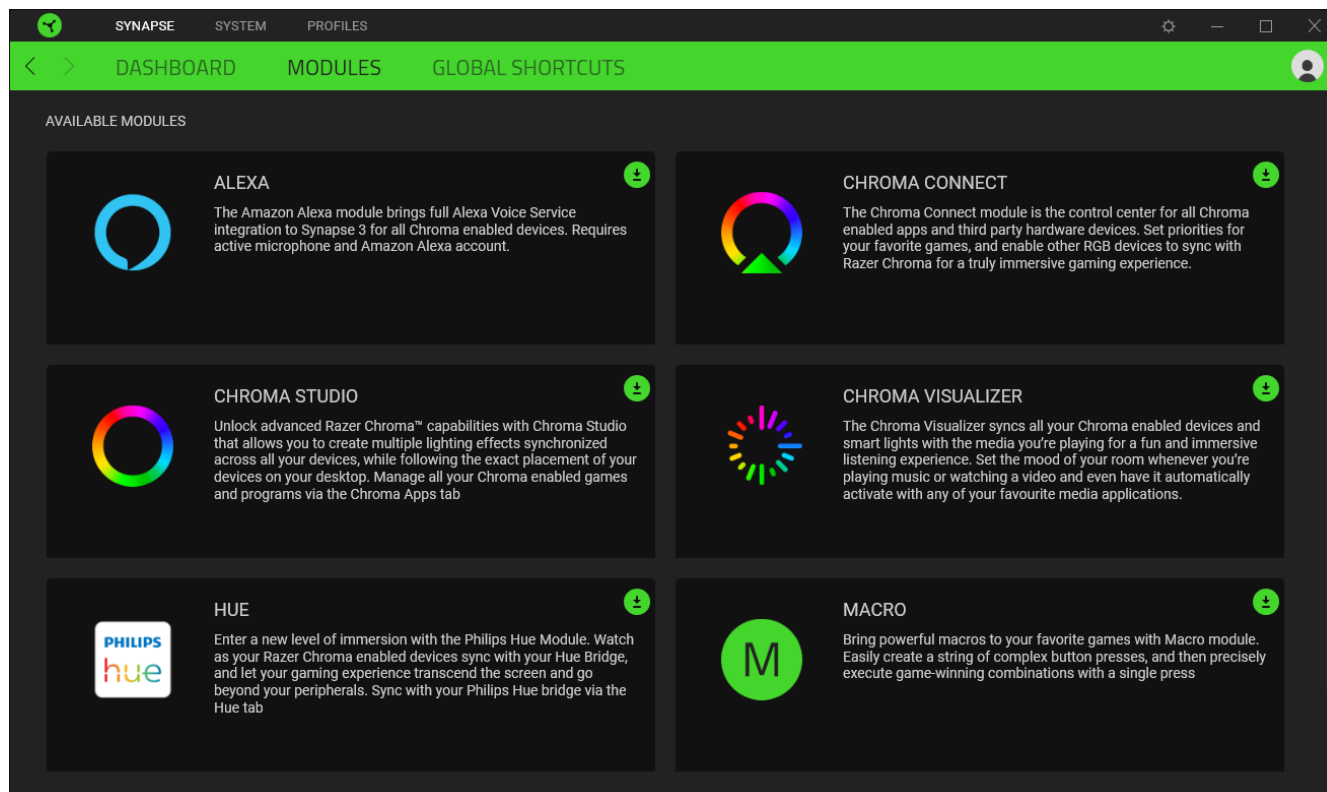 SYNAPSE SYSTEM PROFILES
DASHBOARD MODULES GLOBAL SHORTCUTS
AVAILABLE MODULES
ALEXA
The Amazon Alexa module brings full Alexa Voice Service
integration to Synapse 3 for all Chroma enabled devices. Requires
active microphone and Amazon Alexa account.
CHROMA CONNECT
The Chroma Connect module is the control center for all Chroma
enabled apps and third party hardware devices. Set priorities for
your favorite games, and enable other RGB devices to sync with
Razer Chroma for a truly immersive gaming experience.
CHROMA STUDIO
Unlock advanced Razer Chroma™ capabilities with Chroma Studio
that allows you to create multiple lighting effects synchronized
across all your devices, while following the exact placement of your
devices on your desktop. Manage all your Chroma enabled games
and programs via the Chroma Apps tab
CHROMA VISUALIZER
The Chroma Visualizer syncs all your Chroma enabled devices and
smart lights with the media you're playing for a fun and immersive
listening experience. Set the mood of your room whenever you're
playing music or watching a video and even have it automatically
activate with any of your favourite media applications.
PHILIPS
hue
HUE
Enter a new level of immersion with the Philips Hue Module. Watch
as your Razer Chroma enabled devices sync with your Hue Bridge,
and let your gaming experience transcend the screen and go
beyond your peripherals. Sync with your Philips Hue bridge via the
Hue tab
M
MACRO
Bring powerful macros to your favorite games with Macro module.
Easily create a string of complex button presses, and then precisely
execute game-winning combinations with a single press